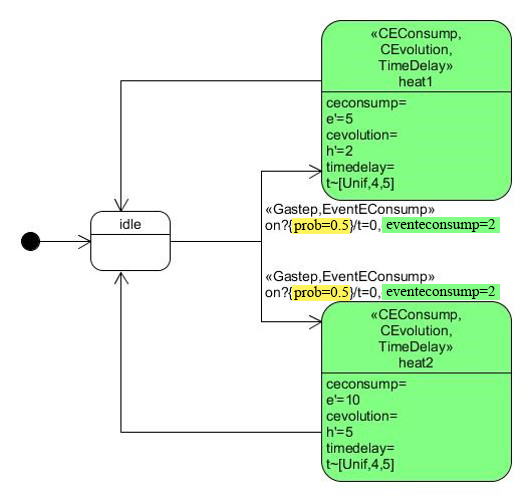 «CEConsump,
CEvolution,
TimeDelay»
heat1
ceconsump=
e'=5
cevolution=
h'=2
timedelay=
t~[Unif,4,5]
idle
«Gastep,EventEConsump»
on?{prob=0.5}/t=0, eventeconsump=2
«Gastep,EventEConsump»
on?{prob=0.5}/t=0, eventeconsump=2
«CEConsump,
CEvolution,
TimeDelay»
heat2
ceconsump=
e'=10
cevolution=
h'=5
timedelay=
t~[Unif,4,5]